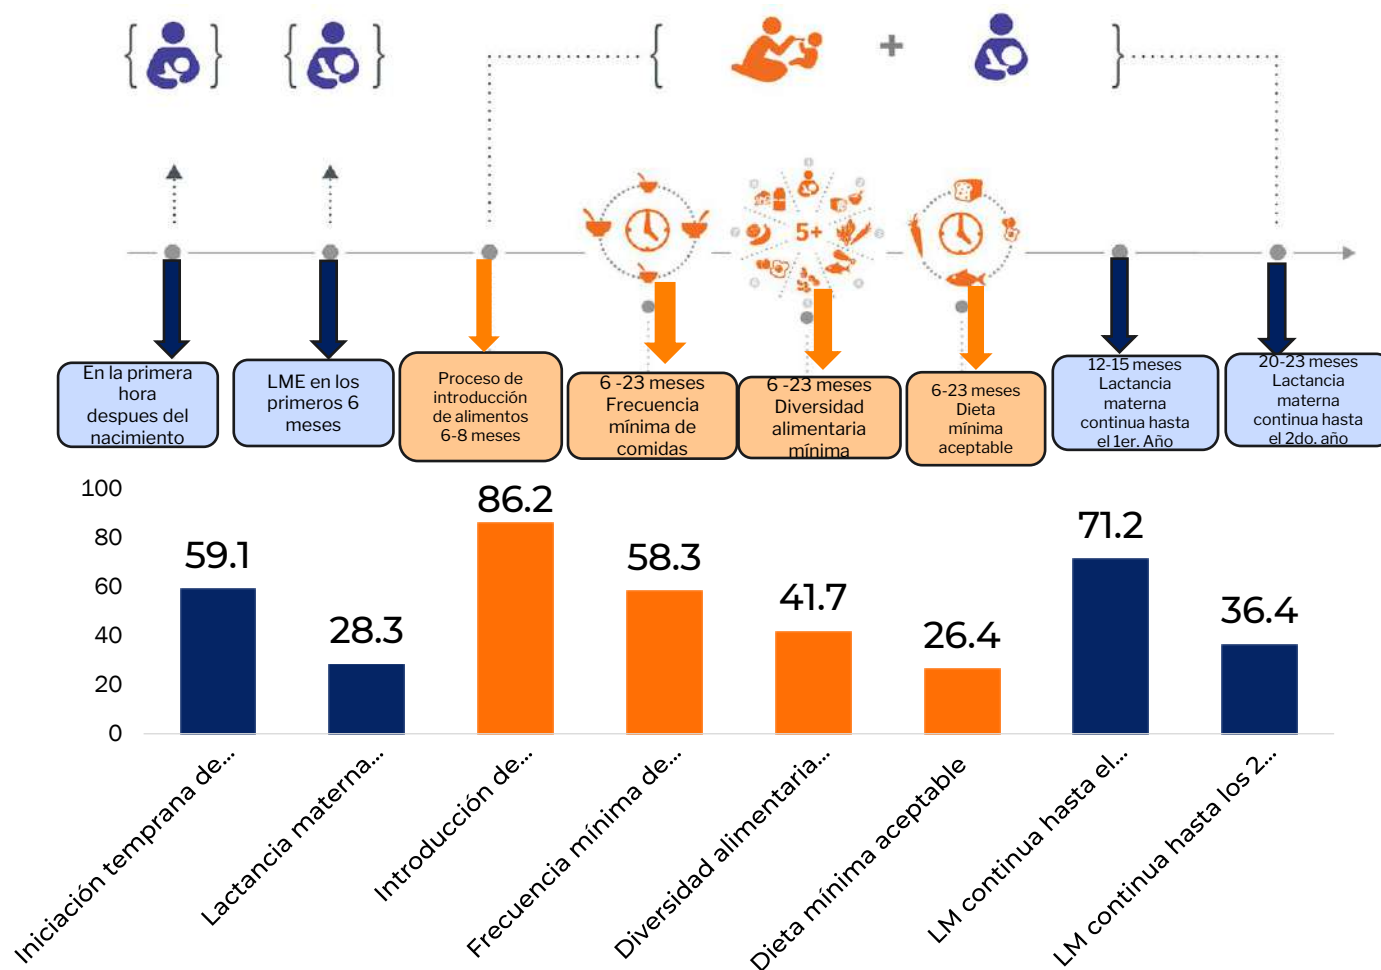 5+
En la primera
hora
despues del
nacimiento
LME en los
primeros 6
meses
Proceso de
introducción
de alimentos
6-8 meses
6 -23 meses
Frecuencia
mínima de
comidas
6 -23 meses
Diversidad
alimentaria
mínima
6-23 meses
Dieta
mínima
aceptable
12-15 meses
Lactancia
materna
continua hasta
el 1er. Año
20-23 meses
Lactancia
materna
continua hasta
el 2do. año
100
80
60
40
20
0
59.1
28.3
86.2
58.3
41.7
26.4
71.2
36.4
Iniciación temprana de...
Lactancia materna...
Introducción de...
Frecuencia mínima de...
Diversidad alimentaria...
Dieta mínima aceptable
LM continua hasta el...
LM continua hasta los 2...